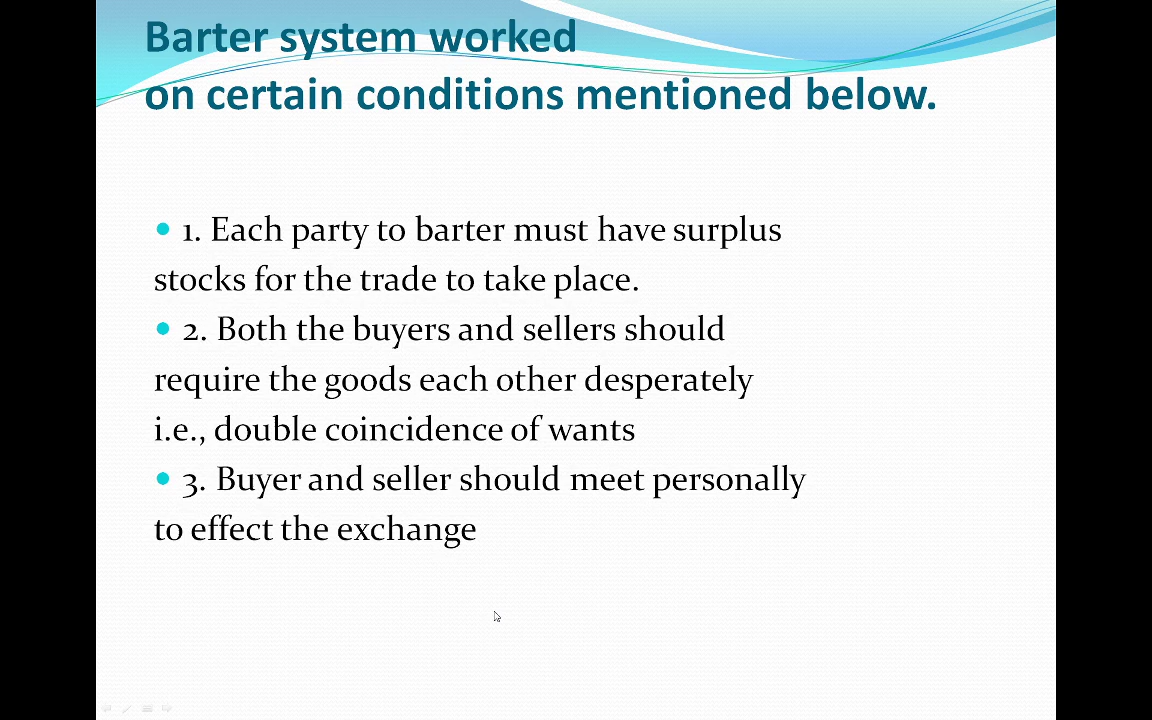 Barter system worked
on certain conditions mentioned below.
• 1. Each party to barter must have surplus
stocks for the trade to take place.
• 2. Both the buyers and sellers should
require the goods each other desperately
i.e., double coincidence of wants
• 3. Buyer and seller should meet personally
to effect the exchange